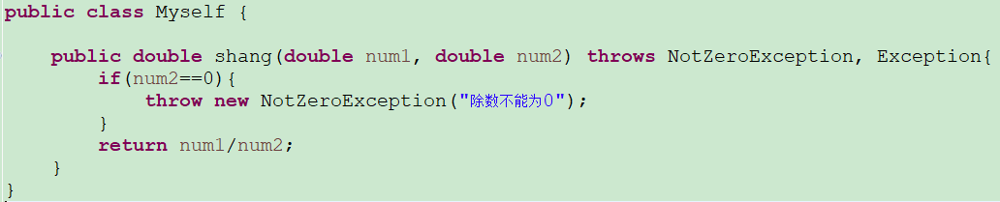 public class Myself {
public double shang(double num1, double num2) throws NotZeroException, Exception{
if(num2==0){
throw new NotZeroException("除数不能为0");
}
return num1/num2;
}
}